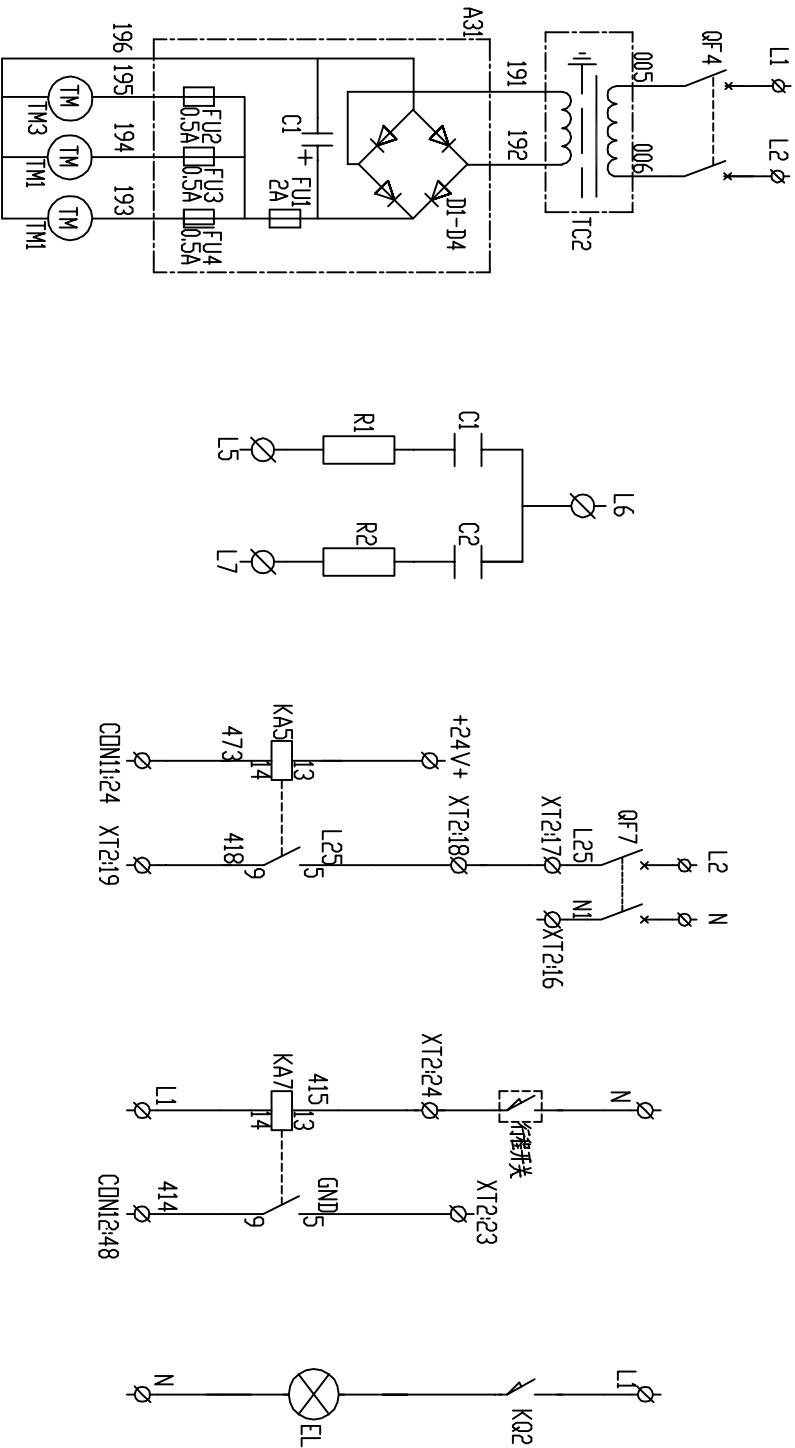 L1
L2
QF4
005
006
TC2
191
192
A31
D1-D4
C1
+
FU1
2A
FU2
0.5A
FU3
0.5A
FU4
0.5A
196
195
194
193
TM
TM3
TM
TM1
TM
TM1
L6
C1
C2
R1
R2
L5
L7
L2
N
QF7
L25
N1
XT2:17
XT2:16
XT2:18
+24V+
KA5
13
14
473
L25
5
9
418
CON11:24
XT2:19
N
行程开关
XT2:24
415
KA7
13
14
L1
XT2:23
GND
5
9
414
CON12:48
L1
KQ2
EL
N